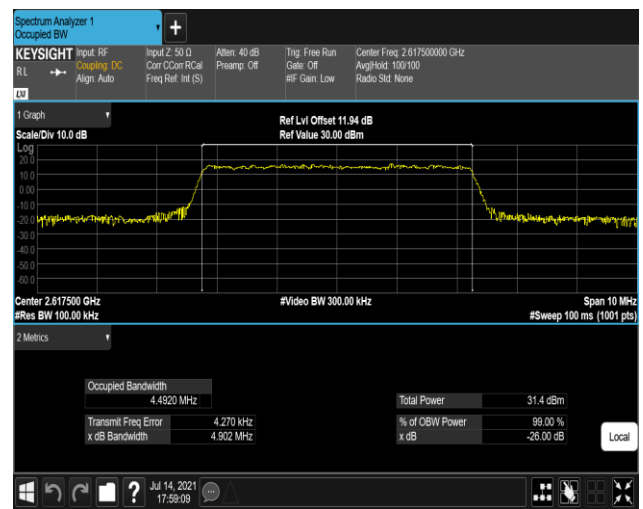 Spectrum Analyzer 1
Occupied BW
+
KEYSIGHT
RL
LXI
Input: RF
Coupling: DC
Align: Auto
Input Z: 50 Ω
Corr CCorr RCal
Freq Ref: Int (S)
Atten: 40 dB
Preamp: Off
Trig: Free Run
Gate: Off
#IF Gain: Low
Center Freq: 2.617500000 GHz
Avg|Hold: 100/100
Radio Std: None
1 Graph
Scale/Div 10.0 dB
Ref Lvl Offset 11.94 dB
Ref Value 30.00 dBm
Log
20.0
10.0
0.00
-10.0
-20.0
-30.0
-40.0
-50.0
-60.0
Center 2.617500 GHz
#Video BW 300.00 kHz
Span 10 MHz
#Res BW 100.00 kHz
#Sweep 100 ms (1001 pts)
2 Metrics
Occupied Bandwidth
4.4920 MHz
Total Power 31.4 dBm
Transmit Freq Error 4.270 kHz
% of OBW Power 99.00 %
x dB Bandwidth 4.902 MHz
x dB -26.00 dB
Local
?
Jul 14, 2021
17:59:09